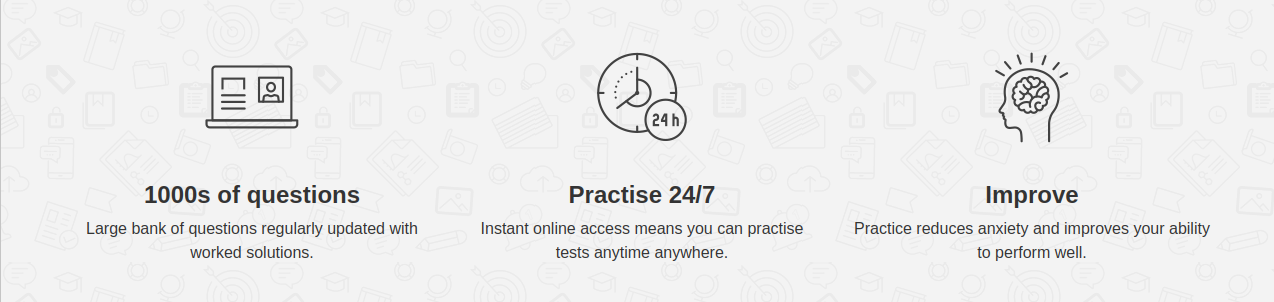 24 h
1000s of questions
Large bank of questions regularly updated with
worked solutions.
Practise 24/7
Instant online access means you can practise
tests anytime anywhere.
Improve
Practice reduces anxiety and improves your ability
to perform well.